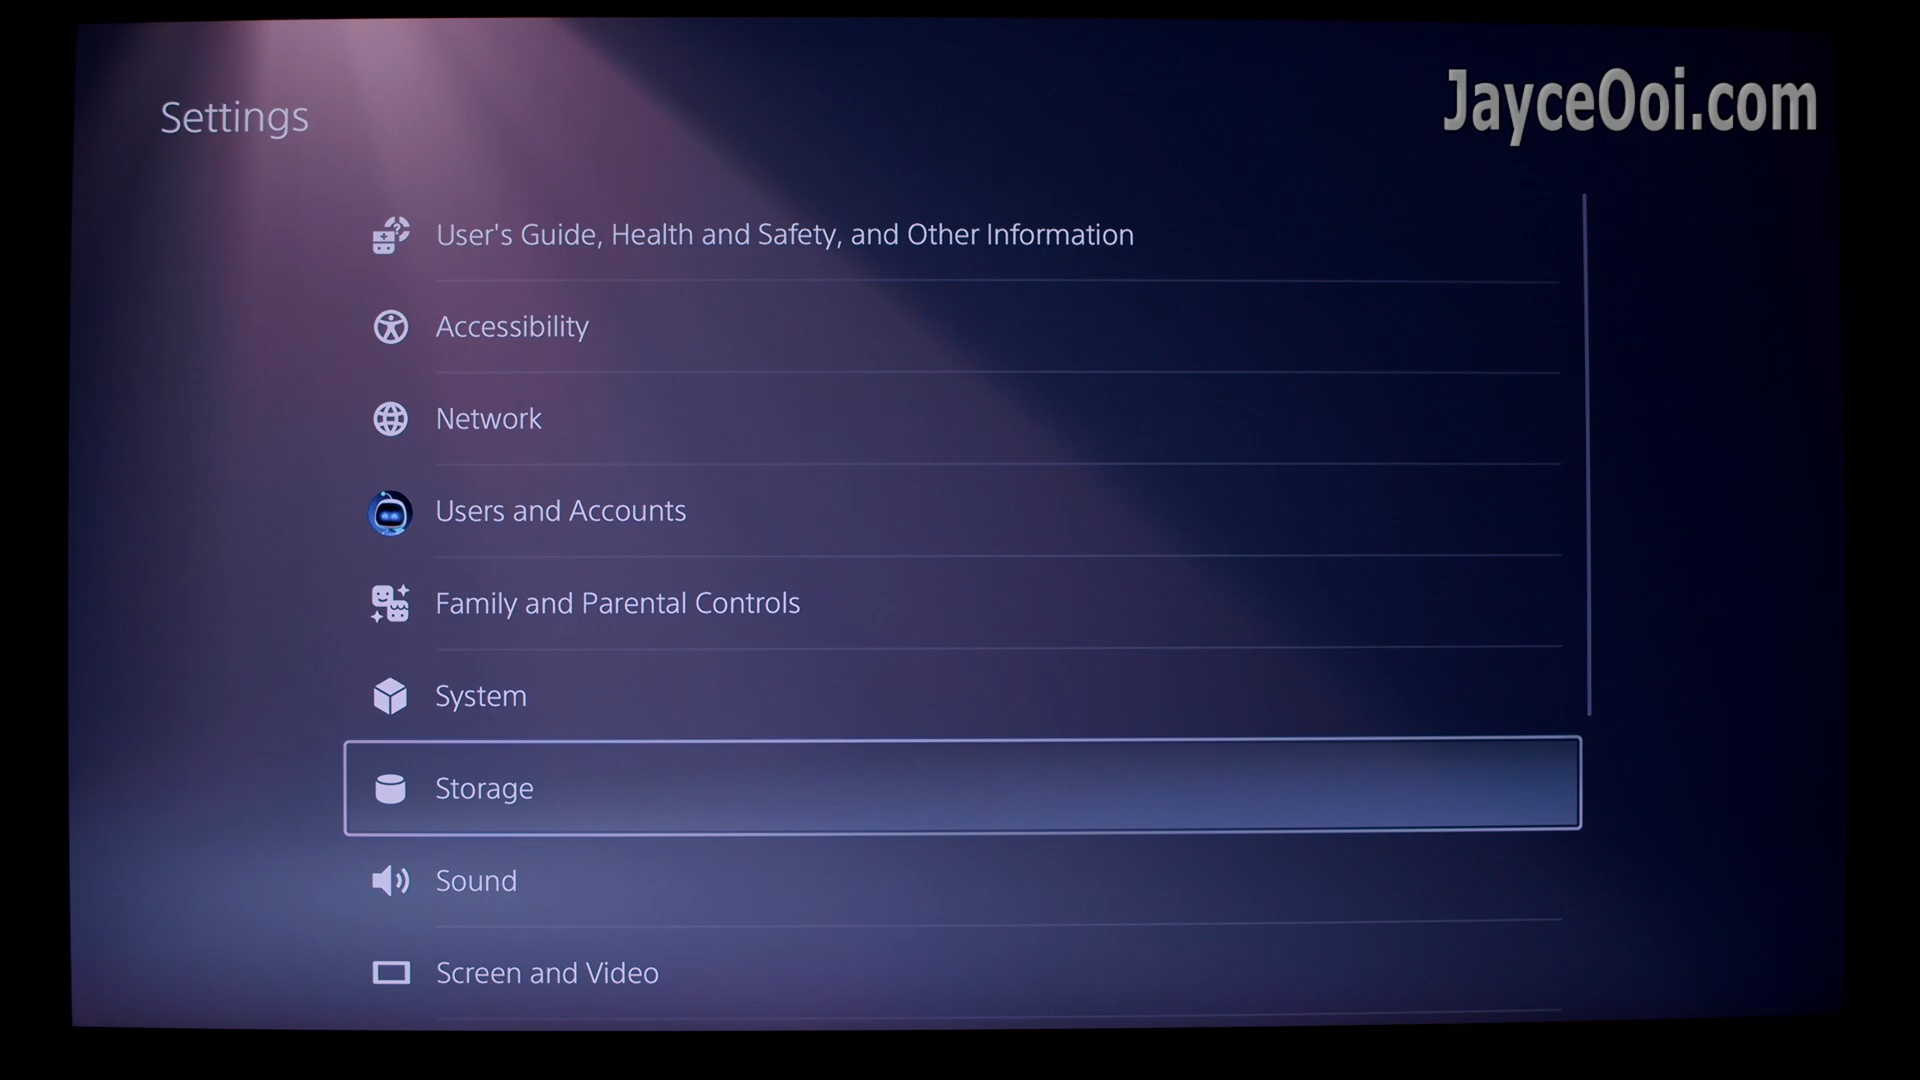 Settings
JayceOoi.com
User's Guide, Health and Safety, and Other Information
Accessibility
Network
Users and Accounts
Family and Parental Controls
System
Storage
Sound
Screen and Video